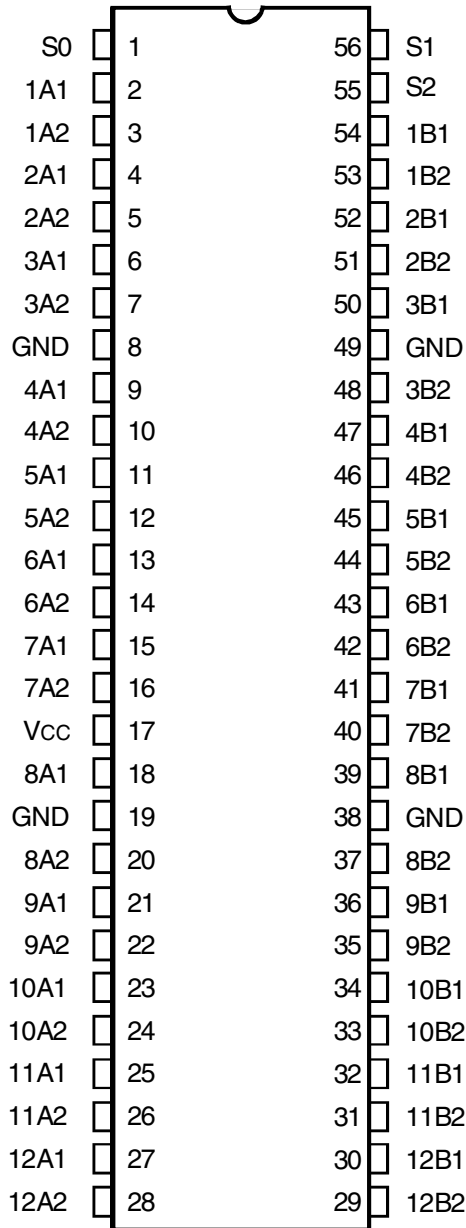 S0 1 56 S1
1A1 2 55 S2
1A2 3 54 1B1
2A1 4 53 1B2
2A2 5 52 2B1
3A1 6 51 2B2
3A2 7 50 3B1
GND 8 49 GND
4A1 9 48 3B2
4A2 10 47 4B1
5A1 11 46 4B2
5A2 12 45 5B1
6A1 13 44 5B2
6A2 14 43 6B1
7A1 15 42 6B2
7A2 16 41 7B1
VCC 17 40 7B2
8A1 18 39 8B1
GND 19 38 GND
8A2 20 37 8B2
9A1 21 36 9B1
9A2 22 35 9B2
10A1 23 34 10B1
10A2 24 33 10B2
11A1 25 32 11B1
11A2 26 31 11B2
12A1 27 30 12B1
12A2 28 29 12B2